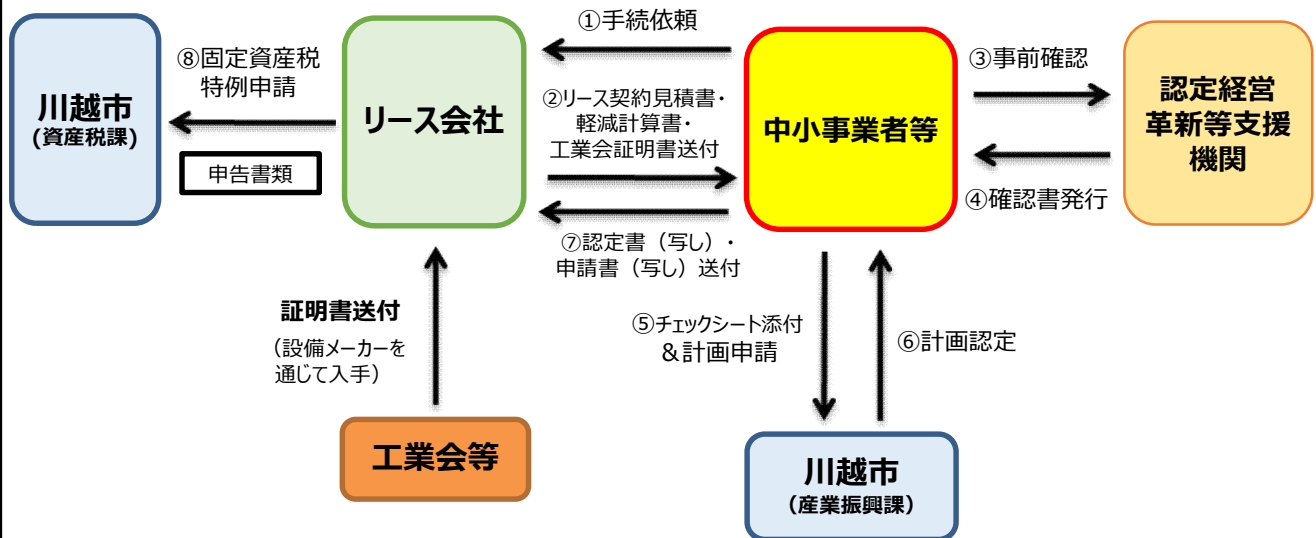 ①手続依頼
⑧固定資産税
特例申請
川越市
(資産税課)
申告書類
リース会社
②リース契約見積書・
軽減計算書・
工業会証明書送付
⑦認定書（写し）・
申請書（写し）送付
中小事業者等
③事前確認
④確認書発行
認定経営
革新等支援
機関
証明書送付
（設備メーカーを
通じて入手）
工業会等
⑤チェックシート添付
＆計画申請
⑥計画認定
川越市
（産業振興課）